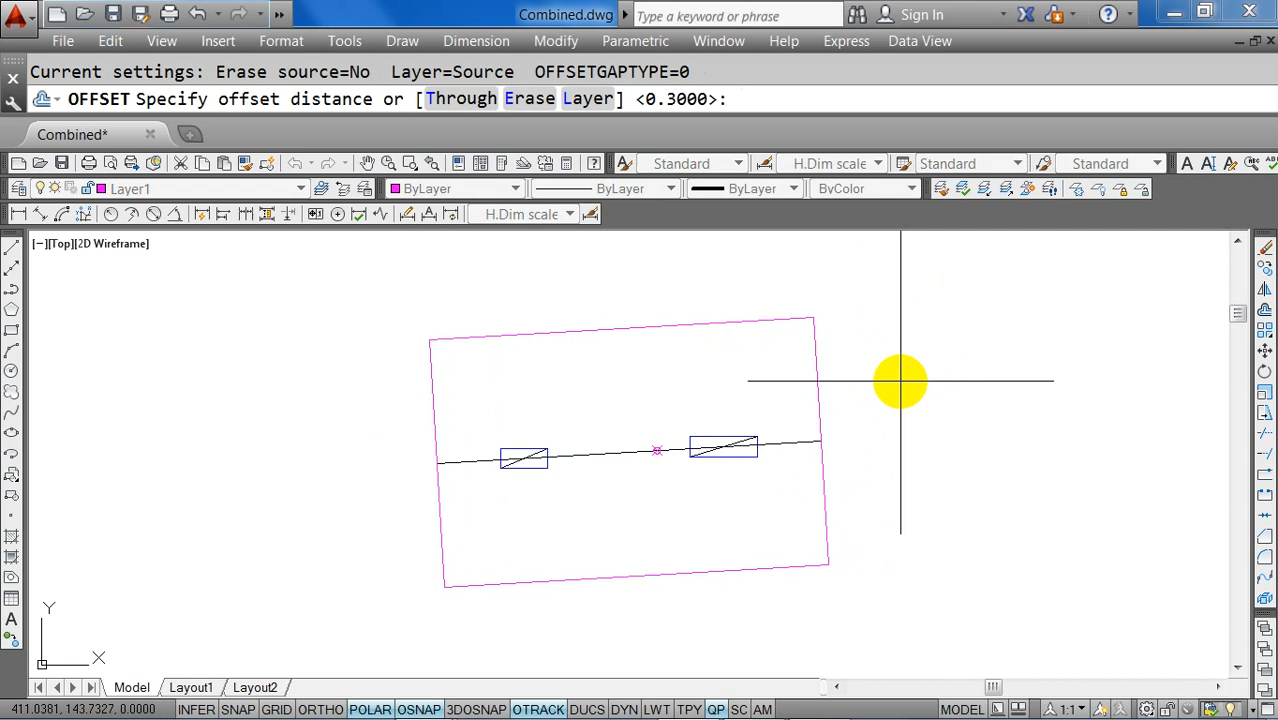 Combined.dwg Type a keyword or phrase Sign In
File Edit View Insert Format Tools Draw Dimension Modify Parametric Window Help Express Data View
Current settings: Erase source=No Layer=Source OFFSETGAPTYPE=0
OFFSET Specify offset distance or [Through Erase Layer] <0.3000>:
Combined*
Standard H.Dim scale Standard Standard
Layer1 ByLayer ByLayer ByLayer ByColor
H.Dim scale
[−][Top][2D Wireframe]
Y
X
Model Layout1 Layout2
411.0381, 143.7327, 0.0000 INFER SNAP GRID ORTHO POLAR OSNAP 3DOSNAP OTRACK DUCS DYN LWT TPY QP SC AM MODEL 1:1